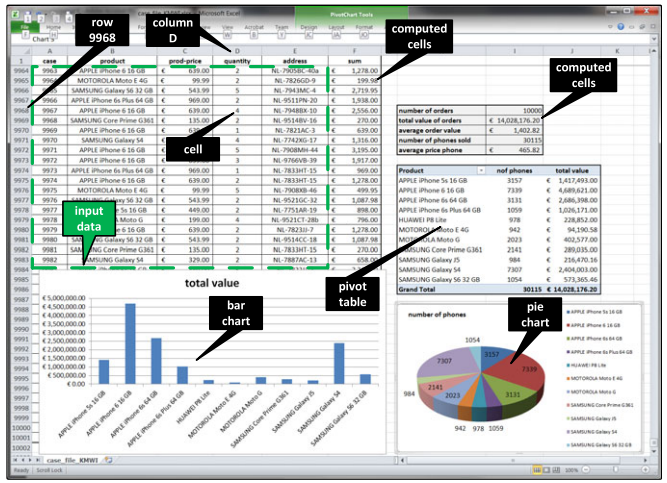 case_file_KMWI
Microsoft Excel
PivotChart Tools
File
Home
View
Acrobat
Team
Design
Layout
Format
row
9968
column
D
computed
cells
computed
cells
cell
input
data
bar
chart
pivot
table
pie
chart
Chart 5
A B C D E F I J K
1 case product prod-price quantity address sum
9964 9963 APPLE iPhone 6 16 GB € 639.00 2 NL-7905BC-40a € 1,278.00
9965 9964 MOTOROLA Moto E 4G € 99.99 2 NL-7826GD-9 € 199.98
9966 9965 SAMSUNG Galaxy S6 32 GB € 543.99 5 NL-7943MC-4 € 2,719.95
9967 9966 APPLE iPhone 6s Plus 64 GB € 969.00 2 NL-9511PN-20 € 1,938.00
9968 9967 APPLE iPhone 6 16 GB € 639.00 4 NL-7948BX-10 € 2,556.00
9969 9968 SAMSUNG Core Prime G361 € 135.00 2 NL-9514BV-16 € 270.00
9970 APPLE iPhone 6 16 GB € 639.00 1 NL-7821AC-3 € 639.00
9971 9970 SAMSUNG Galaxy S4 4 NL-7742XG-17 € 1,316.00
9972 9971 APPLE iPhone 6 16 GB 5 NL-7908MH-44 € 3,195.00
9973 9972 APPLE iPhone 6 16 GB € 639.00 3 NL-9766VB-39 € 1,917.00
9974 9973 APPLE iPhone 6s Plus 64 GB € 969.00 1 NL-7833HT-15 € 969.00
9975 9974 APPLE iPhone 6 16 GB € 639.00 2 NL-7833HT-15 € 1,278.00
9976 9975 MOTOROLA Moto E 4G € 99.99 5 NL-7908XB-46 € 499.95
9977 9976 SAMSUNG Galaxy S6 32 GB € 543.99 2 NL-9521GC-32 € 1,087.98
9978 9977 APPLE iPhone 5s 16 GB € 449.00 2 NL-7751AR-19 € 898.00
9979 9978 MOTOROLA Moto G € 199.00 4 NL-9521CT-28b € 796.00
9980 9979 APPLE iPhone 6 16 GB € 639.00 2 NL-7823JJ-7 € 1,278.00
9981 9980 SAMSUNG Galaxy S6 32 GB € 543.99 2 NL-9514CC-18 € 1,087.98
9982 9981 SAMSUNG Core Prime G361 € 135.00 2 NL-7833HT-15 € 270.00
9983 9982 SAMSUNG Galaxy S4 € 329.00 2 NL-7887AC-13 € 658.00
9984
number of orders 10000
total value of orders € 14,028,176.20
average order value € 1,402.82
number of phones sold 30115
average price phone € 465.82
Product nof phones total value
APPLE iPhone 5s 16 GB 3157 € 1,417,493.00
APPLE iPhone 6 16 GB 7339 € 4,689,621.00
APPLE iPhone 6s 64 GB 3131 € 2,686,398.00
APPLE iPhone 6s Plus 64 GB 1059 € 1,026,171.00
HUAWEI P8 Lite 978 € 228,852.00
MOTOROLA Moto E 4G 942 € 94,190.58
MOTOROLA Moto G 2023 € 402,577.00
SAMSUNG Core Prime G361 2141 € 289,035.00
SAMSUNG Galaxy J5 984 € 216,470.16
SAMSUNG Galaxy S4 7307 € 2,404,003.00
SAMSUNG Galaxy S6 32 GB 1054 € 573,365.46
Grand Total 30115 € 14,028,176.20
9985
9986
9987
9988
9989
9990
9991
9992
9993
9994
9995
9996
9997
9998
9999
10000
10001
10002
total value
€ 5,000,000.00
€ 4,500,000.00
€ 4,000,000.00
€ 3,500,000.00
€ 3,000,000.00
€ 2,500,000.00
€ 2,000,000.00
€ 1,500,000.00
€ 1,000,000.00
€ 500,000.00
€ 0.00
APPLE iPhone 5s 16 GB
APPLE iPhone 6 16 GB
APPLE iPhone 6s 64 GB
APPLE iPhone 6s Plus 64 GB
HUAWEI P8 Lite
MOTOROLA Moto E 4G
MOTOROLA Moto G
SAMSUNG Core Prime G361
SAMSUNG Galaxy J5
SAMSUNG Galaxy S4
SAMSUNG Galaxy S6 32 GB
number of phones
1054
3157
7339
3131
1059
978
942
2023
2141
984
7307
APPLE iPhone 5s 16 GB
APPLE iPhone 6 16 GB
APPLE iPhone 6s 64 GB
APPLE iPhone 6s Plus 64 GB
HUAWEI P8 Lite
MOTOROLA Moto E 4G
MOTOROLA Moto G
SAMSUNG Core Prime G361
SAMSUNG Galaxy J5
SAMSUNG Galaxy S4
SAMSUNG Galaxy S6 32 GB
case_file_KMWI
Ready Scroll Lock 100%